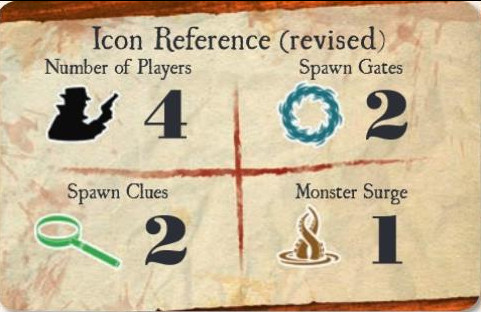 Icon Reference (revised)
Number of Players
Spawn Gates
4
2
Spawn Clues
Monster Surge
2
1